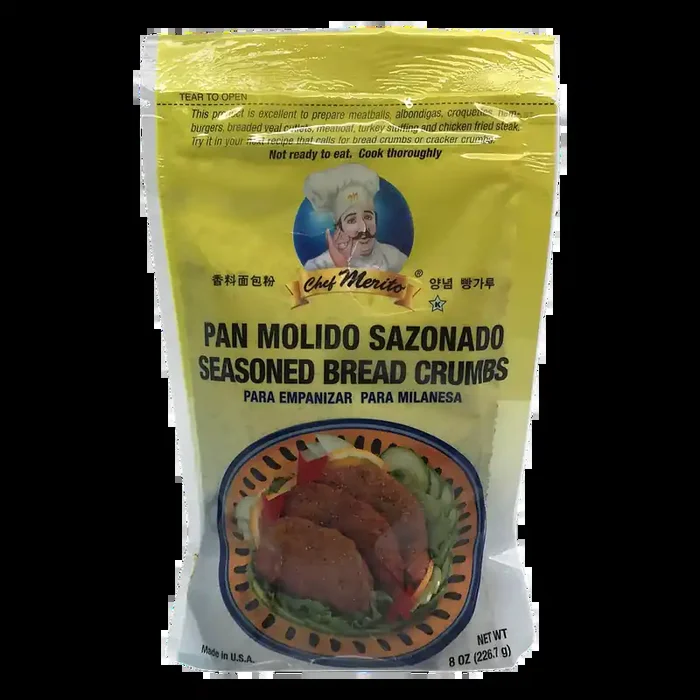 TEAR TO OPEN
This product is excellent to prepare meatballs, albondigas, croquettes, ham-
burgers, breaded veal cutlets, meatloaf, turkey stuffing and chicken fried steak.
Try it in your next recipe that calls for bread crumbs or cracker crumbs.
Not ready to eat. Cook thoroughly
香料面包粉 Chef Merito® 양념 빵가루
K
PAN MOLIDO SAZONADO
SEASONED BREAD CRUMBS
PARA EMPANIZAR PARA MILANESA
Made in U.S.A.
NET WT
8 OZ (226.7 g)